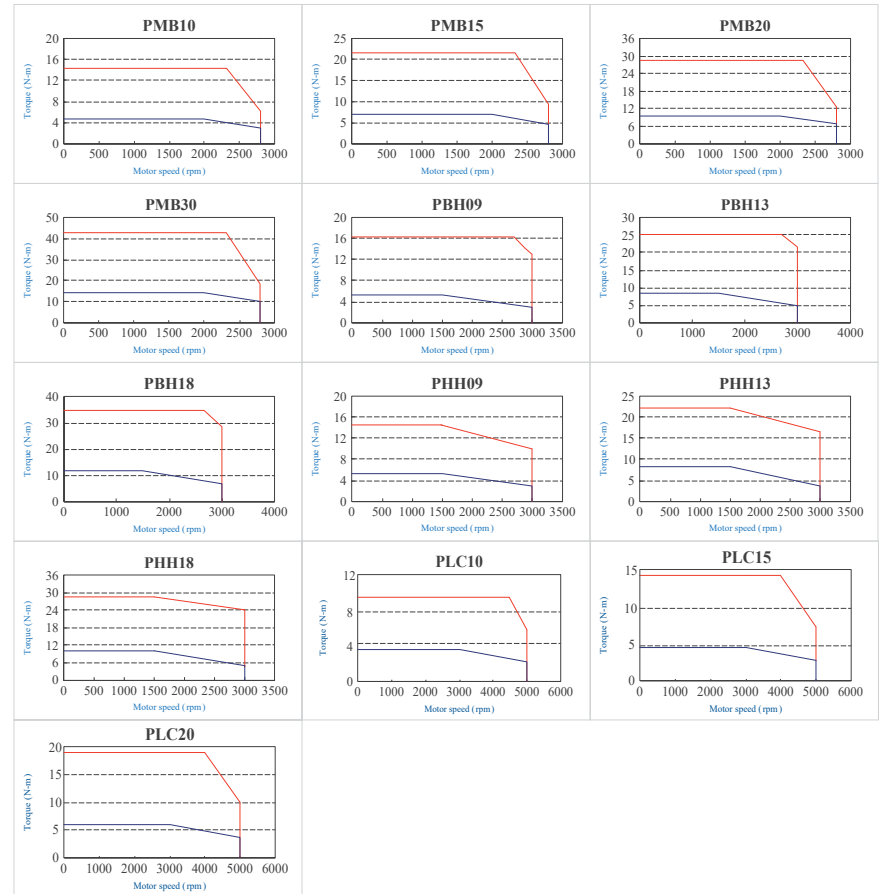 PMB10
Torque (N-m)
20
16
12
8
4
0
0 500 1000 1500 2000 2500 3000
Motor speed (rpm)
PMB15
Torque (N-m)
25
20
15
10
5
0
0 500 1000 1500 2000 2500 3000
Motor speed (rpm)
PMB20
Torque (N-m)
36
30
24
18
12
6
0
0 500 1000 1500 2000 2500 3000
Motor speed (rpm)
PMB30
Torque (N-m)
50
40
30
20
10
0
0 500 1000 1500 2000 2500 3000
Motor speed (rpm)
PBH09
Torque (N-m)
20
16
12
8
4
0
0 500 1000 1500 2000 2500 3000 3500
Motor speed (rpm)
PBH13
Torque (N-m)
30
25
20
15
10
5
0
0 1000 2000 3000 4000
Motor speed (rpm)
PBH18
Torque (N-m)
40
30
20
10
0
0 1000 2000 3000 4000
Motor speed (rpm)
PHH09
Torque (N-m)
20
16
12
8
4
0
0 500 1000 1500 2000 2500 3000 3500
Motor speed (rpm)
PHH13
Torque (N-m)
25
20
15
10
5
0
0 500 1000 1500 2000 2500 3000 3500
Motor speed (rpm)
PHH18
Torque (N-m)
36
30
24
18
12
6
0
0 500 1000 1500 2000 2500 3000 3500
Motor speed (rpm)
PLC10
Torque (N-m)
12
8
4
0
0 1000 2000 3000 4000 5000 6000
Motor speed (rpm)
PLC15
Torque (N-m)
15
10
5
0
0 1000 2000 3000 4000 5000 6000
Motor speed (rpm)
PLC20
Torque (N-m)
20
15
10
5
0
0 1000 2000 3000 4000 5000 6000
Motor speed (rpm)